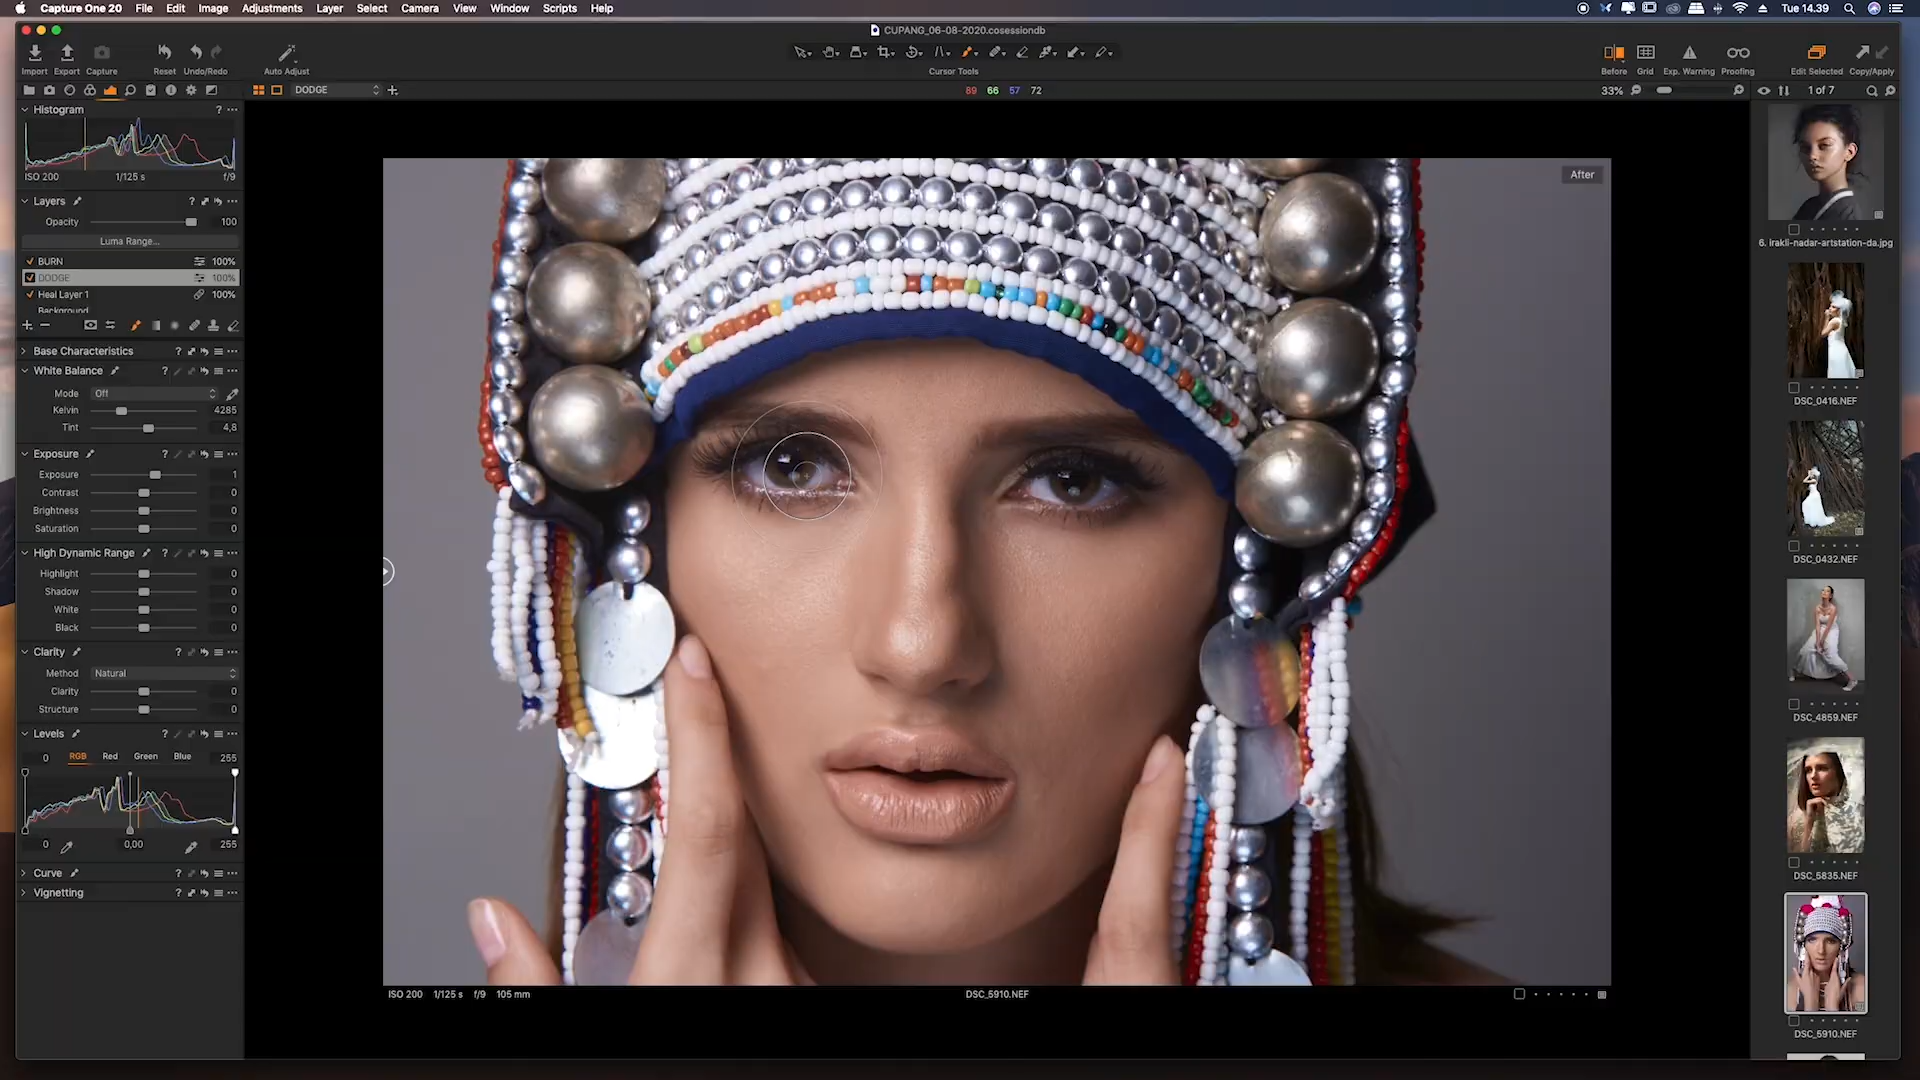 Capture One 20 File Edit Image Adjustments Layer Select Camera View Window Scripts Help Tue 14.39
CUPANG_06-08-2020.cosessiondb
Import Export Capture Reset Undo/Redo Auto Adjust Cursor Tools Before Grid Exp. Warning Proofing Edit Selected Copy/Apply
DODGE 89 66 57 72 33% 1 of 7
Histogram ? ...
ISO 200 1/125 s f/9
Layers ? ...
Opacity 100
Luma Range...
BURN 100%
DODGE 100%
Heal Layer 1 100%
Background
Base Characteristics ? ...
White Balance ? ...
Mode Off
Kelvin 4285
Tint 4,8
Exposure ? ...
Exposure 1
Contrast 0
Brightness 0
Saturation 0
High Dynamic Range ? ...
Highlight 0
Shadow 0
White 0
Black 0
Clarity ? ...
Method Natural
Clarity 0
Structure 0
Levels ? ...
0 RGB Red Green Blue 255
0 0,00 255
Curve ? ...
Vignetting ? ...
After
ISO 200 1/125 s f/9 105 mm DSC_5910.NEF
6. irakli-nadar-artstation-da.jpg
DSC_0416.NEF
DSC_0432.NEF
DSC_4859.NEF
DSC_5835.NEF
DSC_5910.NEF